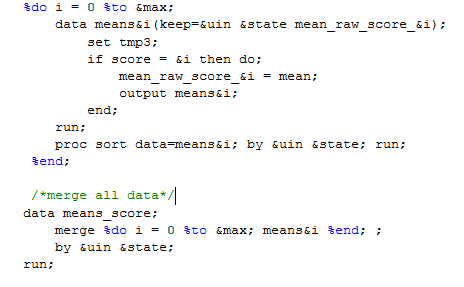 %do i = 0 %to &max;
data means&i(keep=&uin &state mean_raw_score_&i);
set tmp3;
if score = &i then do;
mean_raw_score_&i = mean;
output means&i;
end;
run;
proc sort data=means&i; by &uin &state; run;
%end;
/*merge all data*/
data means_score;
merge %do i = 0 %to &max; means&i %end; ;
by &uin &state;
run;